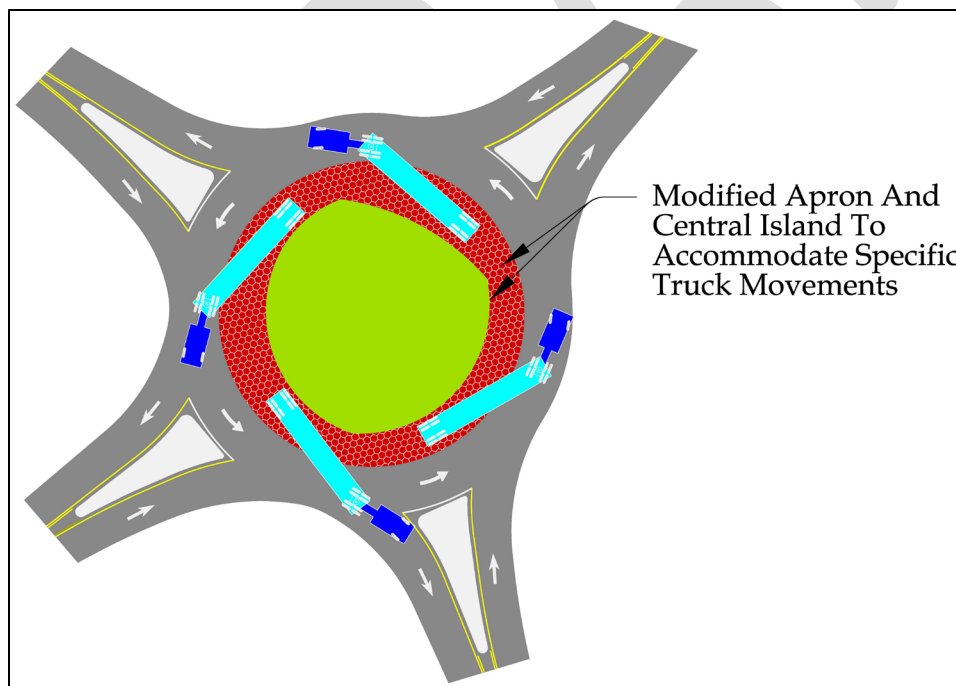 Modified Apron And
Central Island To
Accommodate Specific
Truck Movements